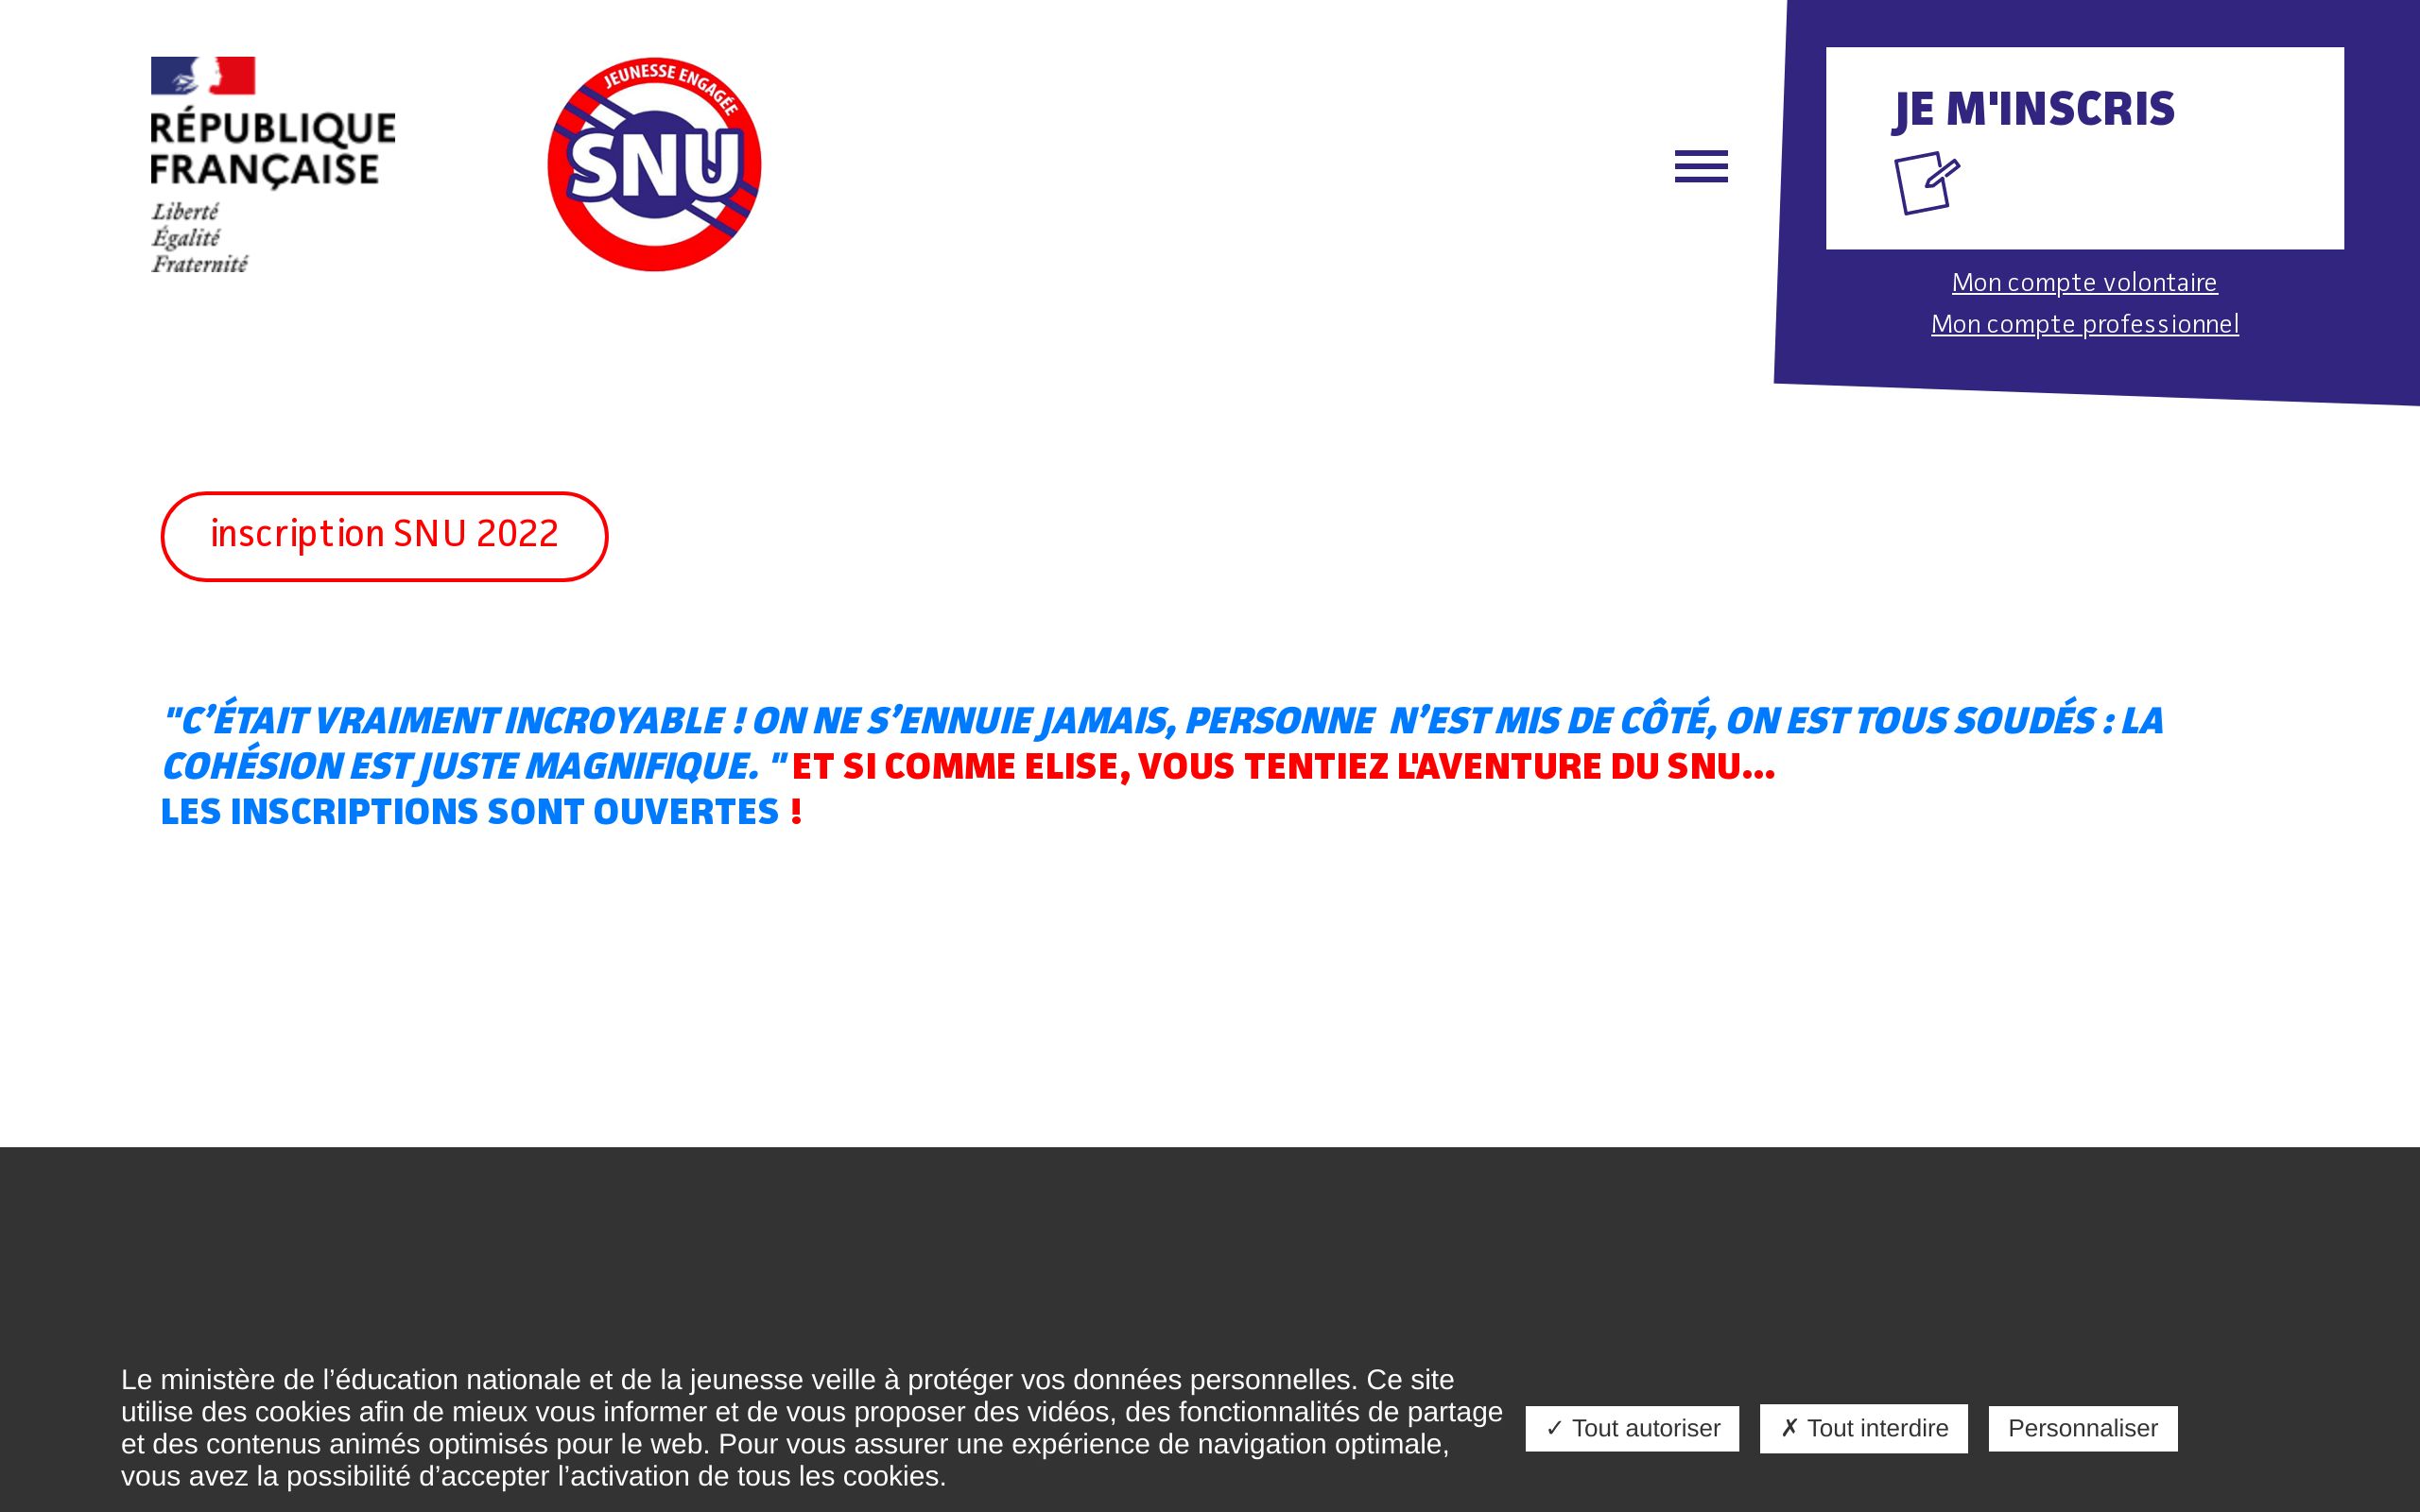 RÉPUBLIQUE
FRANÇAISE
Liberté
Égalité
Fraternité
JEUNESSE ENGAGÉE
SNU
JE M'INSCRIS
Mon compte volontaire
Mon compte professionnel
inscription SNU 2022
"C’ÉTAIT VRAIMENT INCROYABLE ! ON NE S’ENNUIE JAMAIS, PERSONNE N’EST MIS DE CÔTÉ, ON EST TOUS SOUDÉS : LA
COHÉSION EST JUSTE MAGNIFIQUE. " ET SI COMME ELISE, VOUS TENTIEZ L'AVENTURE DU SNU...
LES INSCRIPTIONS SONT OUVERTES !
Le ministère de l’éducation nationale et de la jeunesse veille à protéger vos données personnelles. Ce site
utilise des cookies afin de mieux vous informer et de vous proposer des vidéos, des fonctionnalités de partage
et des contenus animés optimisés pour le web. Pour vous assurer une expérience de navigation optimale,
vous avez la possibilité d’accepter l’activation de tous les cookies.
✓ Tout autoriser
✗ Tout interdire
Personnaliser